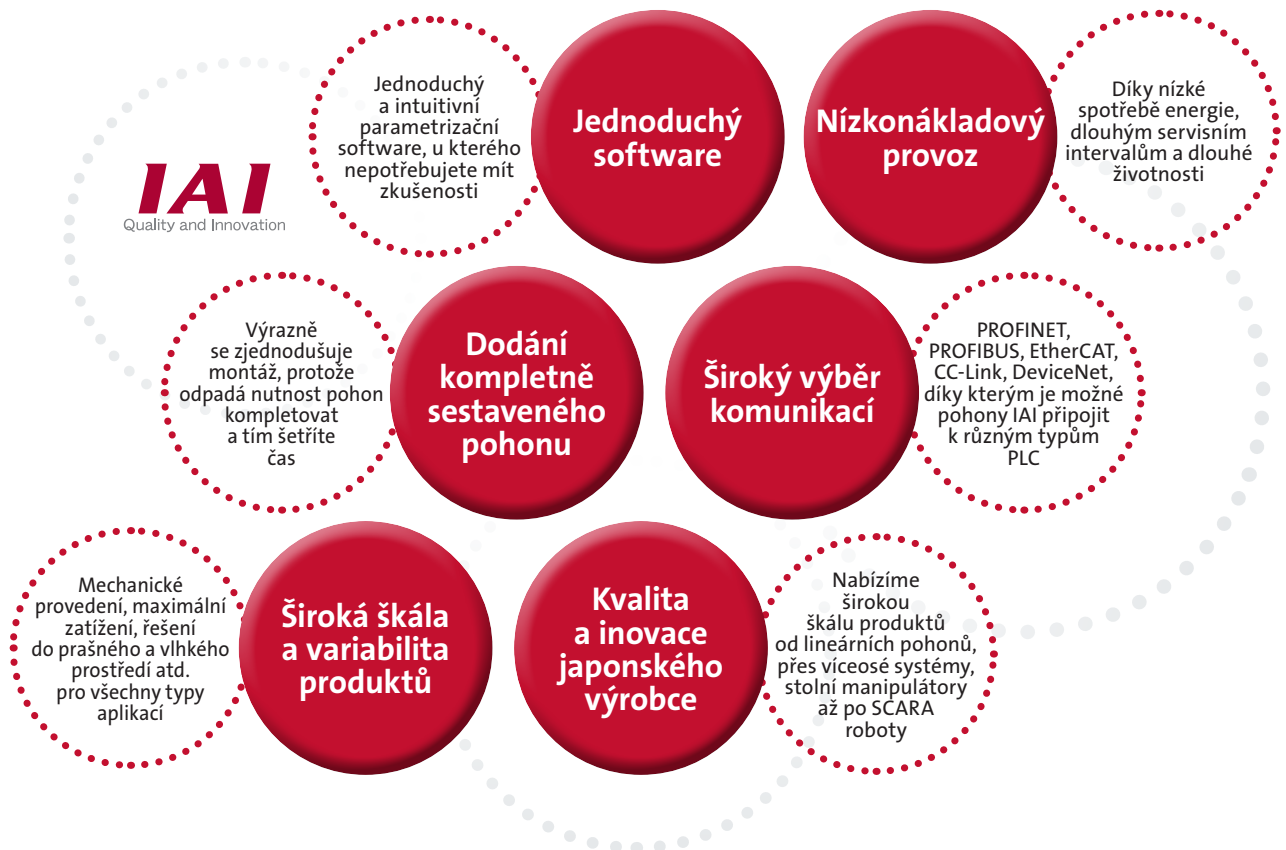 Jednoduchý
a intuitivní
parametrizační
software, u kterého
nepotřebujete mít
zkušenosti
Jednoduchý
software
Nízkonákladový
provoz
Díky nízké
spotřebě energie,
dlouhým servisním
intervalům a dlouhé
životnosti
IAI
Quality and Innovation
Výrazně
se zjednodušuje
montáž, protože
odpadá nutnost pohon
kompletovat
a tím šetříte
čas
Dodání
kompletně
sestaveného
pohonu
Široký výběr
komunikací
PROFINET,
PROFIBUS, EtherCAT,
CC-Link, DeviceNet,
díky kterým je možné
pohony IAI připojit
k různým typům
PLC
Mechanické
provedení, maximální
zatížení, řešení
do prašného a vlhkého
prostředí atd.
pro všechny typy
aplikací
Široká škála
a variabilita
produktů
Kvalita
a inovace
japonského
výrobce
Nabízíme
širokou
škálu produktů
od lineárních pohonů,
přes víceosé systémy,
stolní manipulátory
až po SCARA
roboty